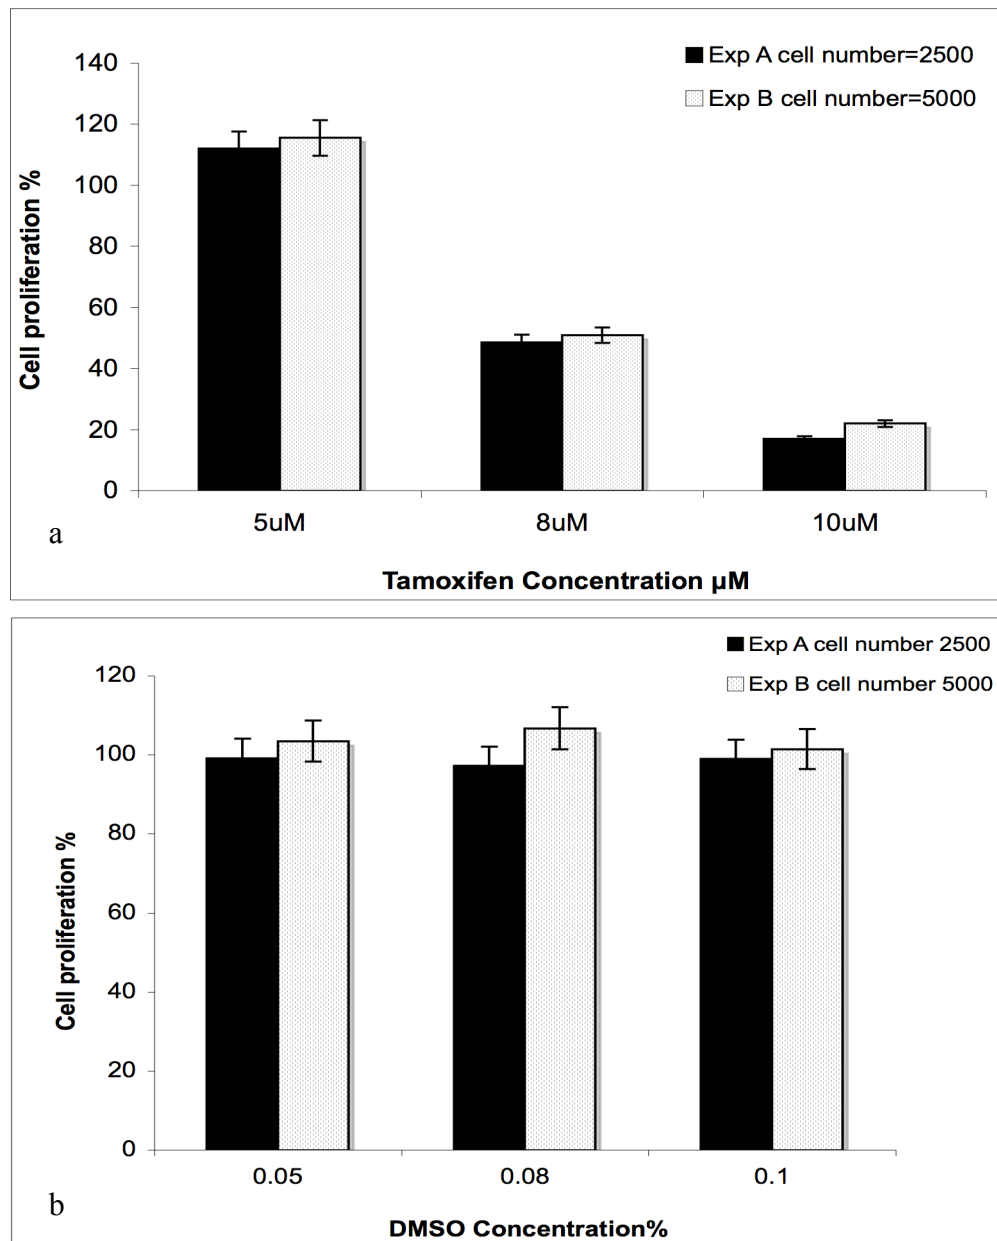 Exp A cell number=2500
Exp B cell number=5000
140
120
100
80
60
40
20
0
Cell proliferation %
5uM 8uM 10uM
a
Tamoxifen Concentration µM
Exp A cell number 2500
Exp B cell number 5000
120
100
80
60
40
20
0
Cell proliferation %
0.05 0.08 0.1
b
DMSO Concentration%